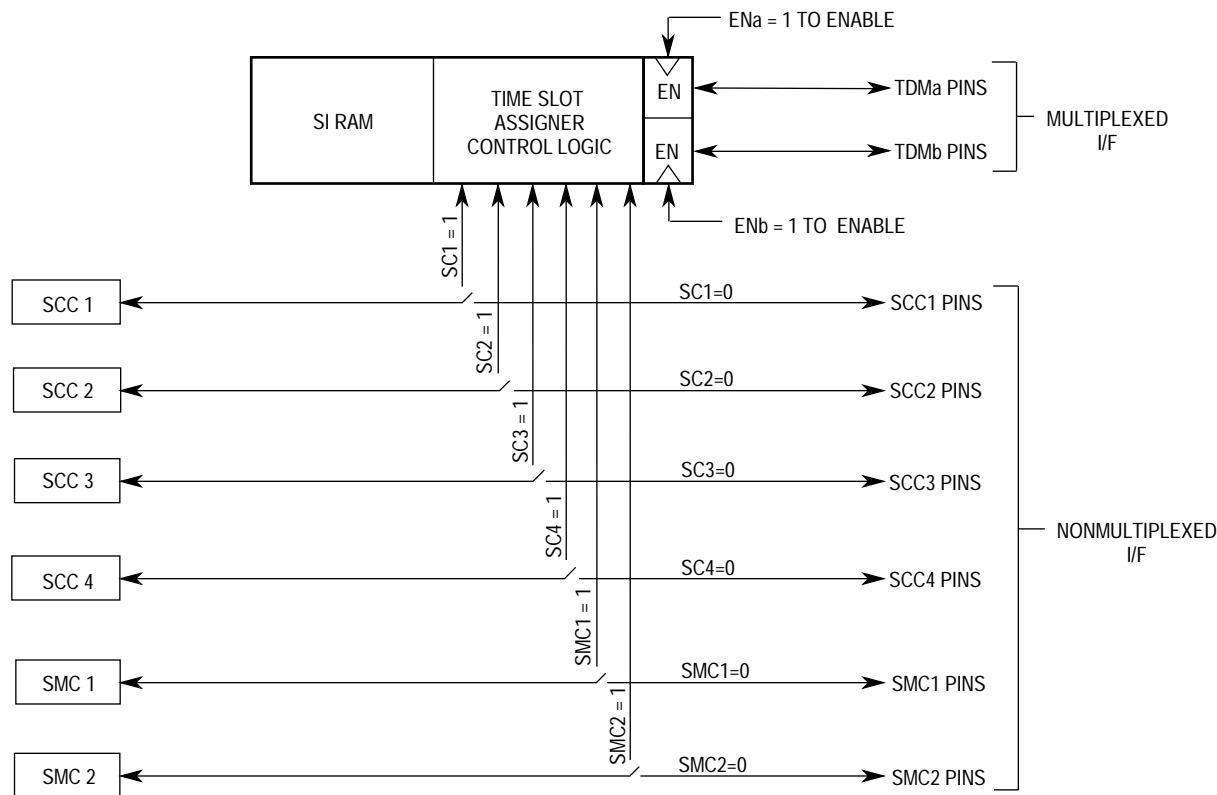 ENa = 1 TO ENABLE
SI RAM
TIME SLOT
ASSIGNER
CONTROL LOGIC
EN
EN
TDMa PINS
TDMb PINS
MULTIPLEXED
I/F
ENb = 1 TO ENABLE
SC1 = 1
SCC 1
SC1=0
SCC1 PINS
SC2 = 1
SCC 2
SC2=0
SCC2 PINS
SC3 = 1
SCC 3
SC3=0
SCC3 PINS
SC4 = 1
NONMULTIPLEXED
I/F
SCC 4
SC4=0
SCC4 PINS
SMC1 = 1
SMC 1
SMC1=0
SMC1 PINS
SMC2 = 1
SMC 2
SMC2=0
SMC2 PINS